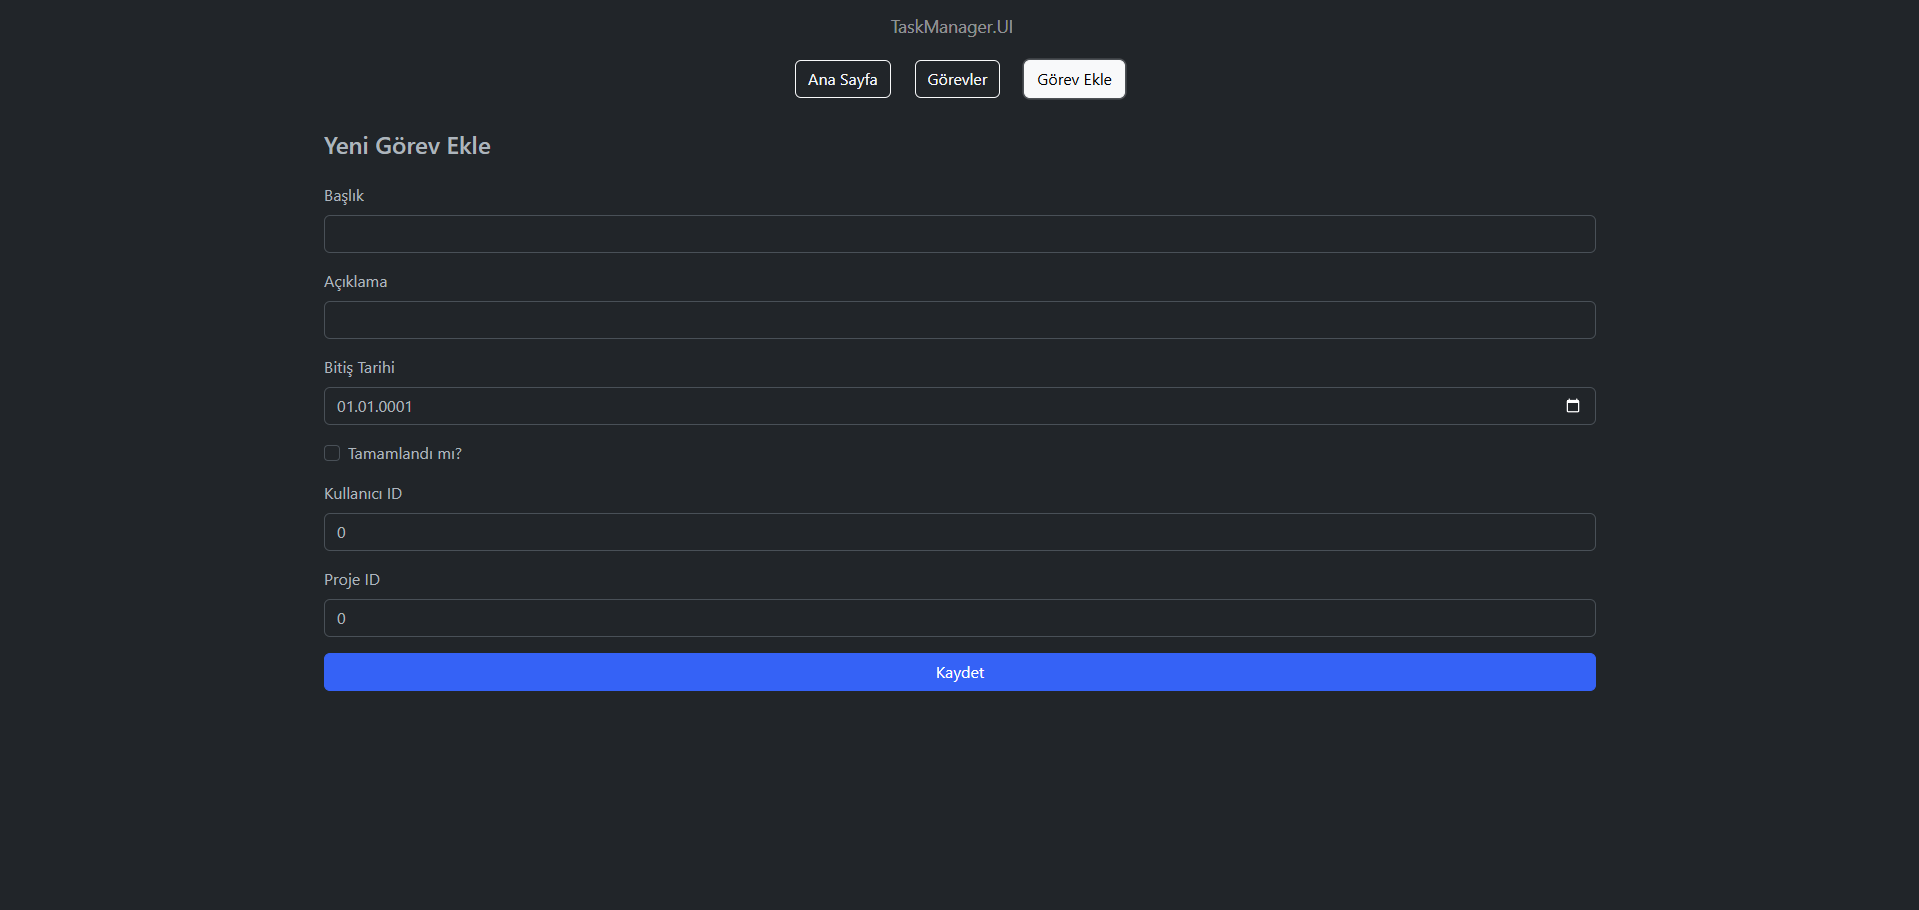 TaskManager.UI
Ana Sayfa Görevler Görev Ekle
Yeni Görev Ekle
Başlık
Açıklama
Bitiş Tarihi
01.01.0001
Tamamlandı mı?
Kullanıcı ID
0
Proje ID
0
Kaydet